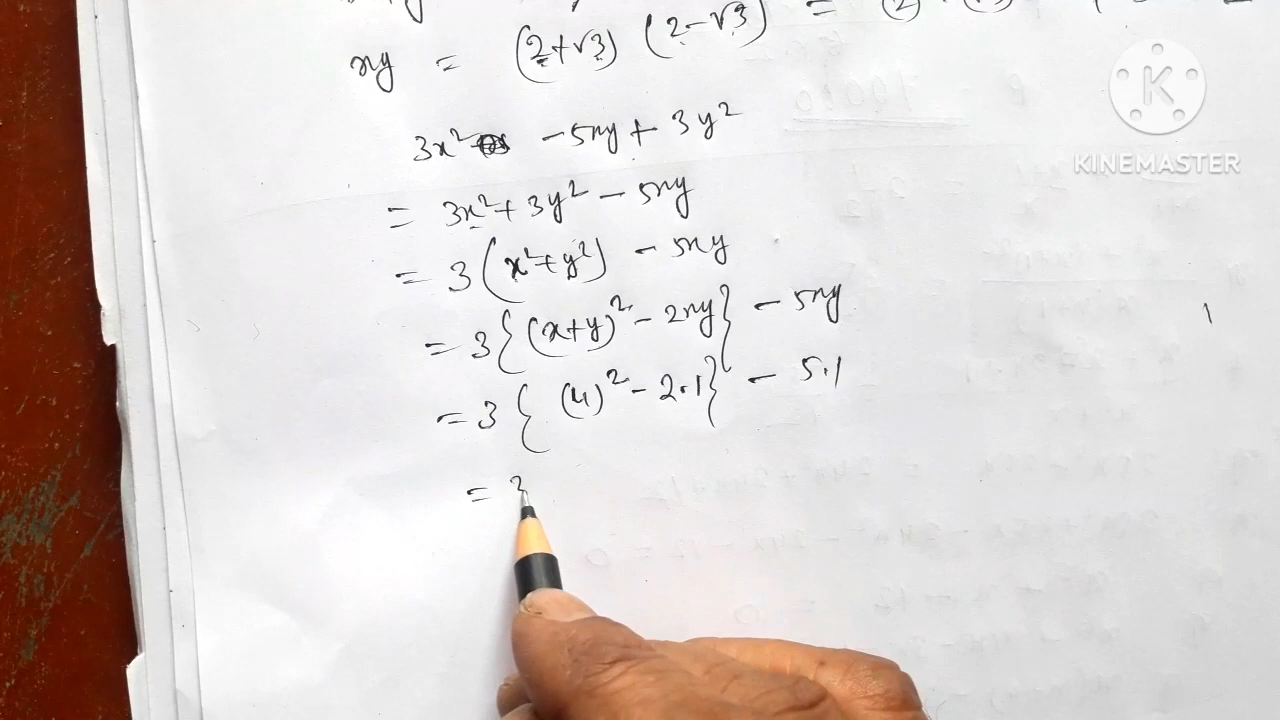 xy = (2+√3) (2-√3) =
3x² - 5xy + 3y²
= 3x² + 3y² - 5xy
= 3(x²+y²) - 5xy
= 3{(x+y)² - 2xy} - 5xy
= 3{(4)² - 2.1} - 5.1
= 3
K
KINEMASTER